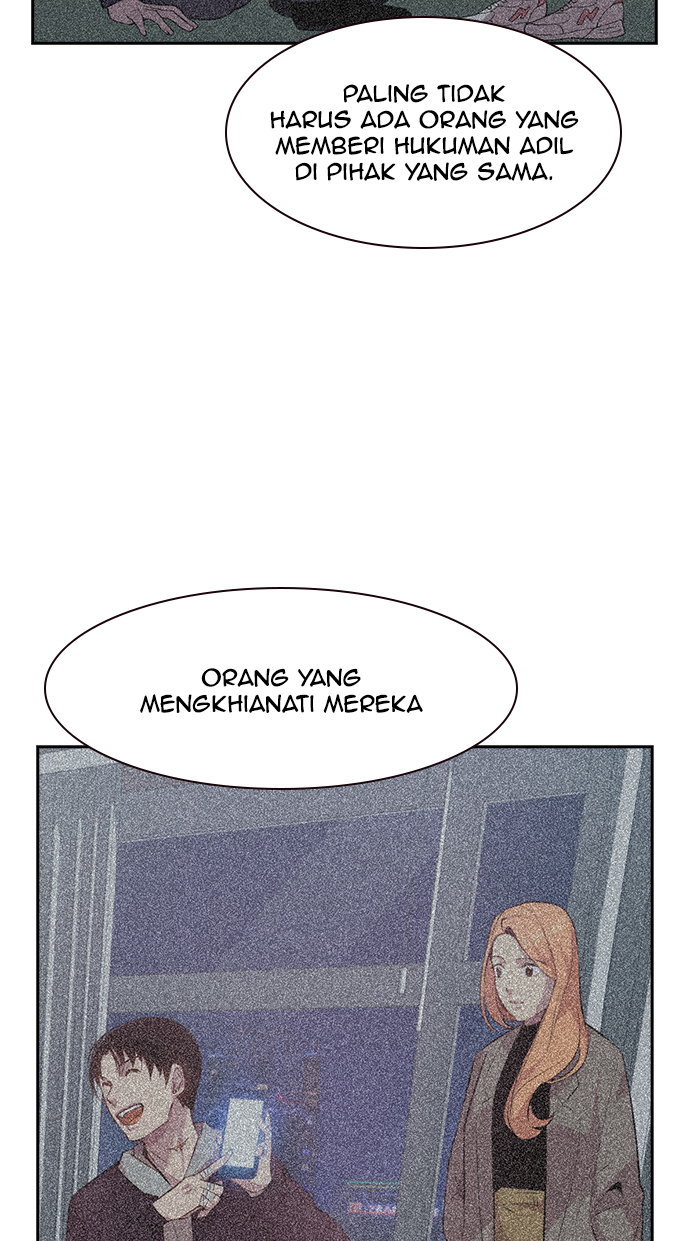 PALING TIDAK
HARUS ADA ORANG YANG
MEMBERI HUKUMAN ADIL
DI PIHAK YANG SAMA.
ORANG YANG
MENGKHIANATI MEREKA